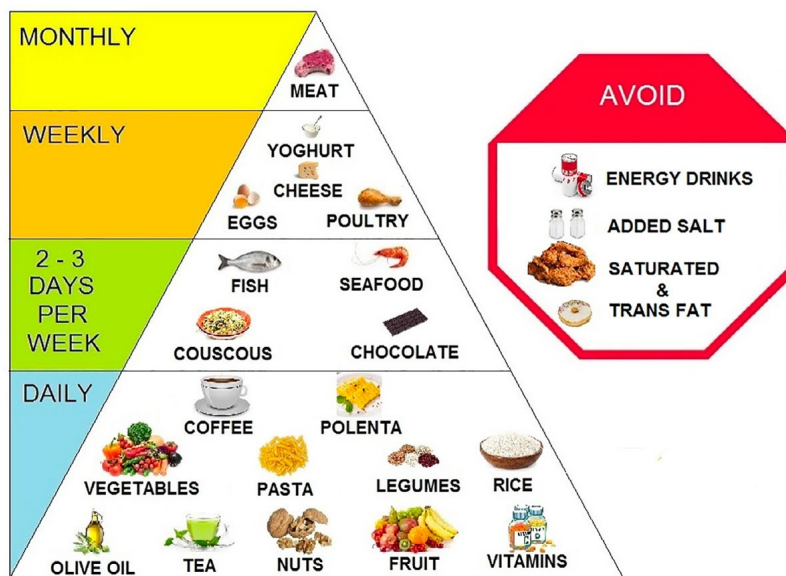 MONTHLY
MEAT
WEEKLY
YOGHURT
CHEESE
EGGS
POULTRY
2 - 3
DAYS
PER
WEEK
FISH
SEAFOOD
COUSCOUS
CHOCOLATE
DAILY
COFFEE
POLENTA
VEGETABLES
PASTA
LEGUMES
RICE
OLIVE OIL
TEA
NUTS
FRUIT
VITAMINS
AVOID
ENERGY DRINKS
ADDED SALT
SATURATED
&
TRANS FAT